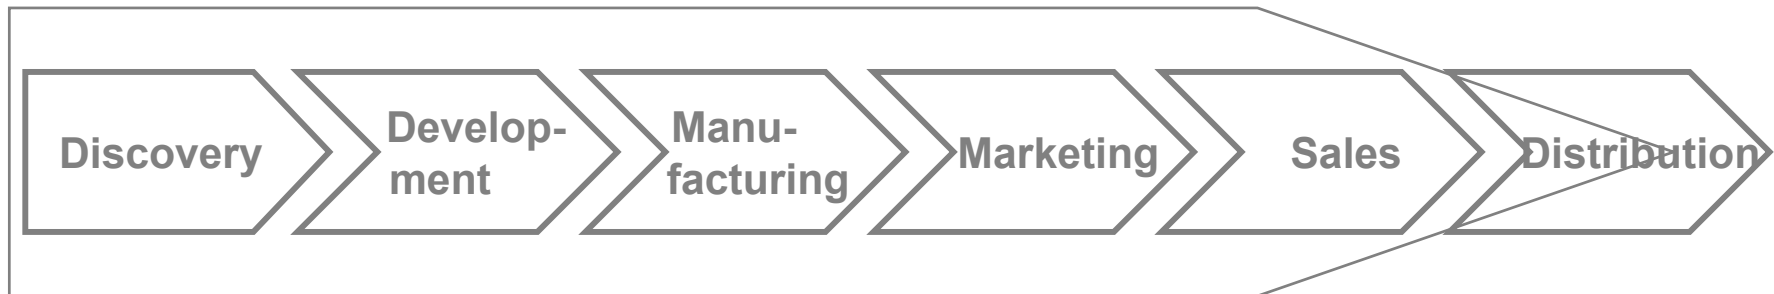 Discovery
Develop-
ment
Manu-
facturing
Marketing
Sales
Distribution